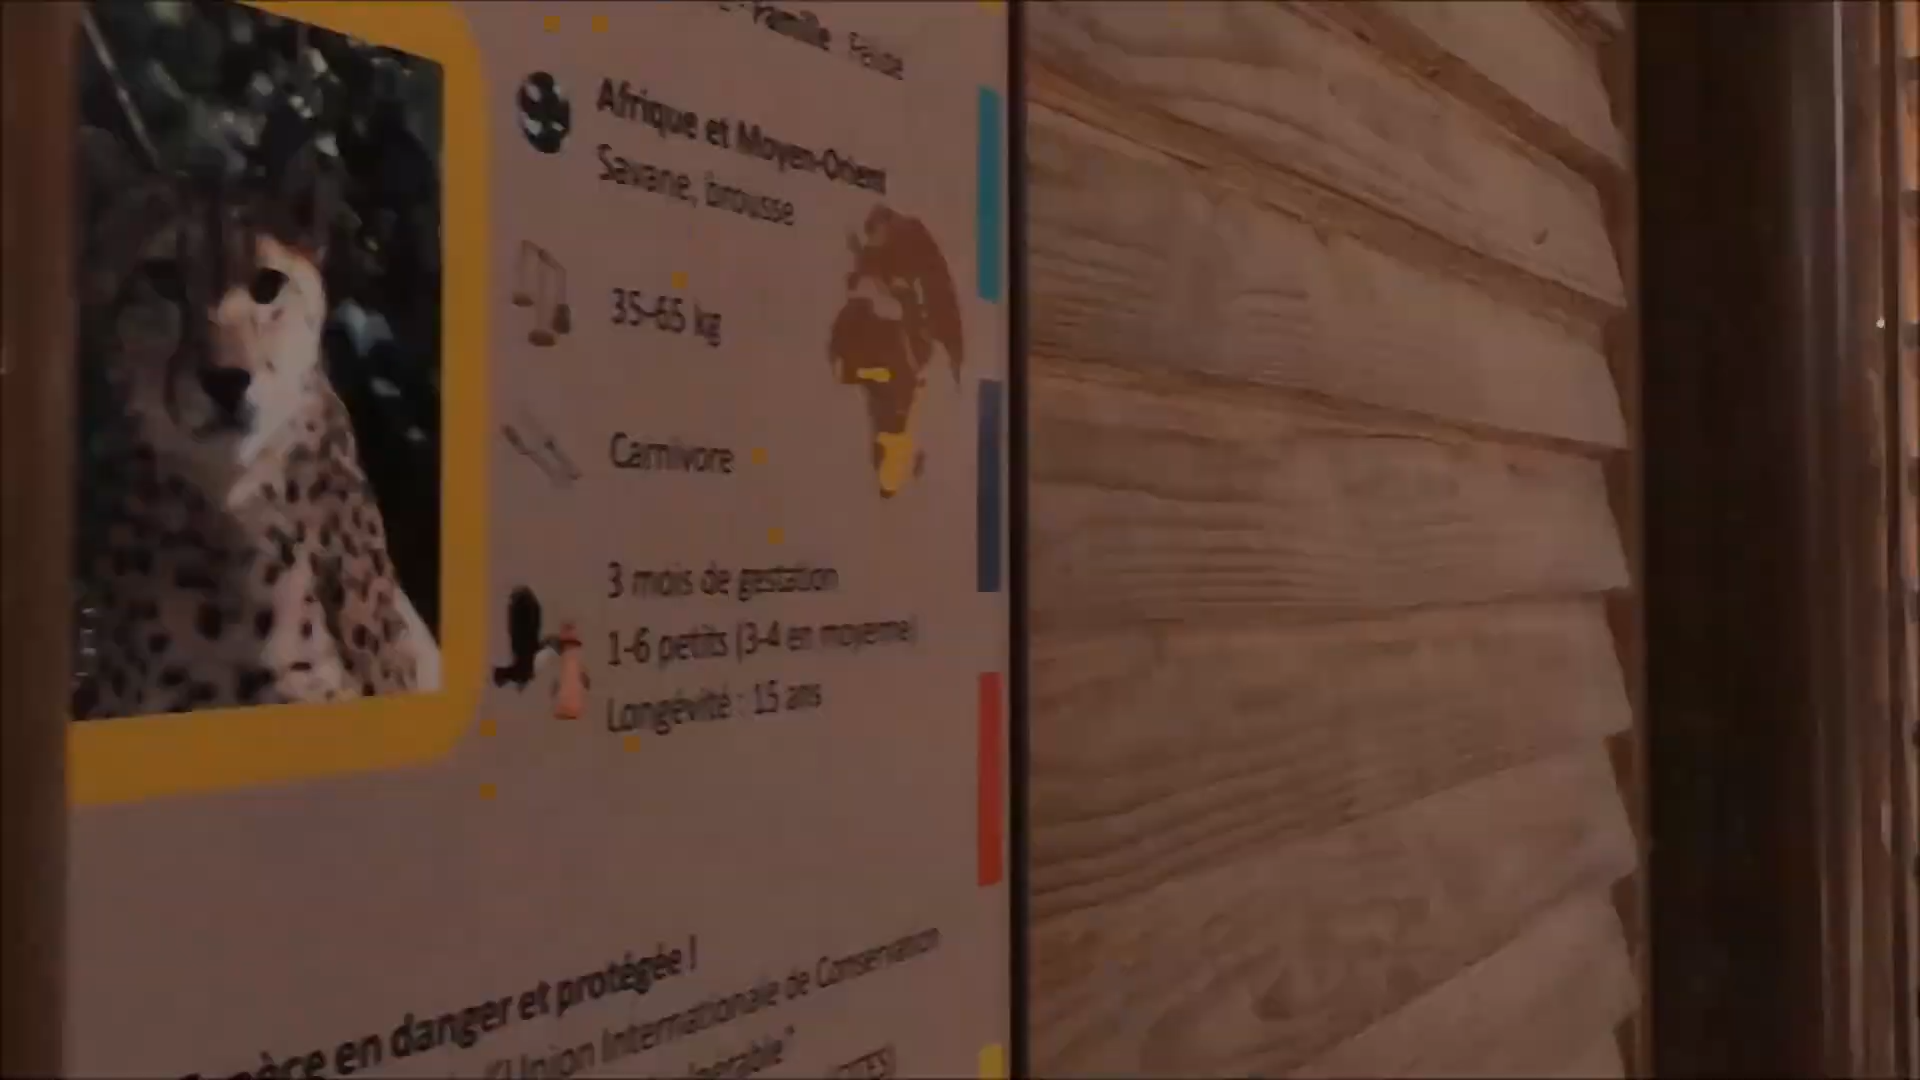 Famille Féline
Afrique et Moyen-Orient
Savane, brousse
35-65 kg
Carnivore
3 mois de gestation
1-6 petits (3-4 en moyenne)
Longévité : 15 ans
en danger et protégée !
l'Union Internationale de Conservation